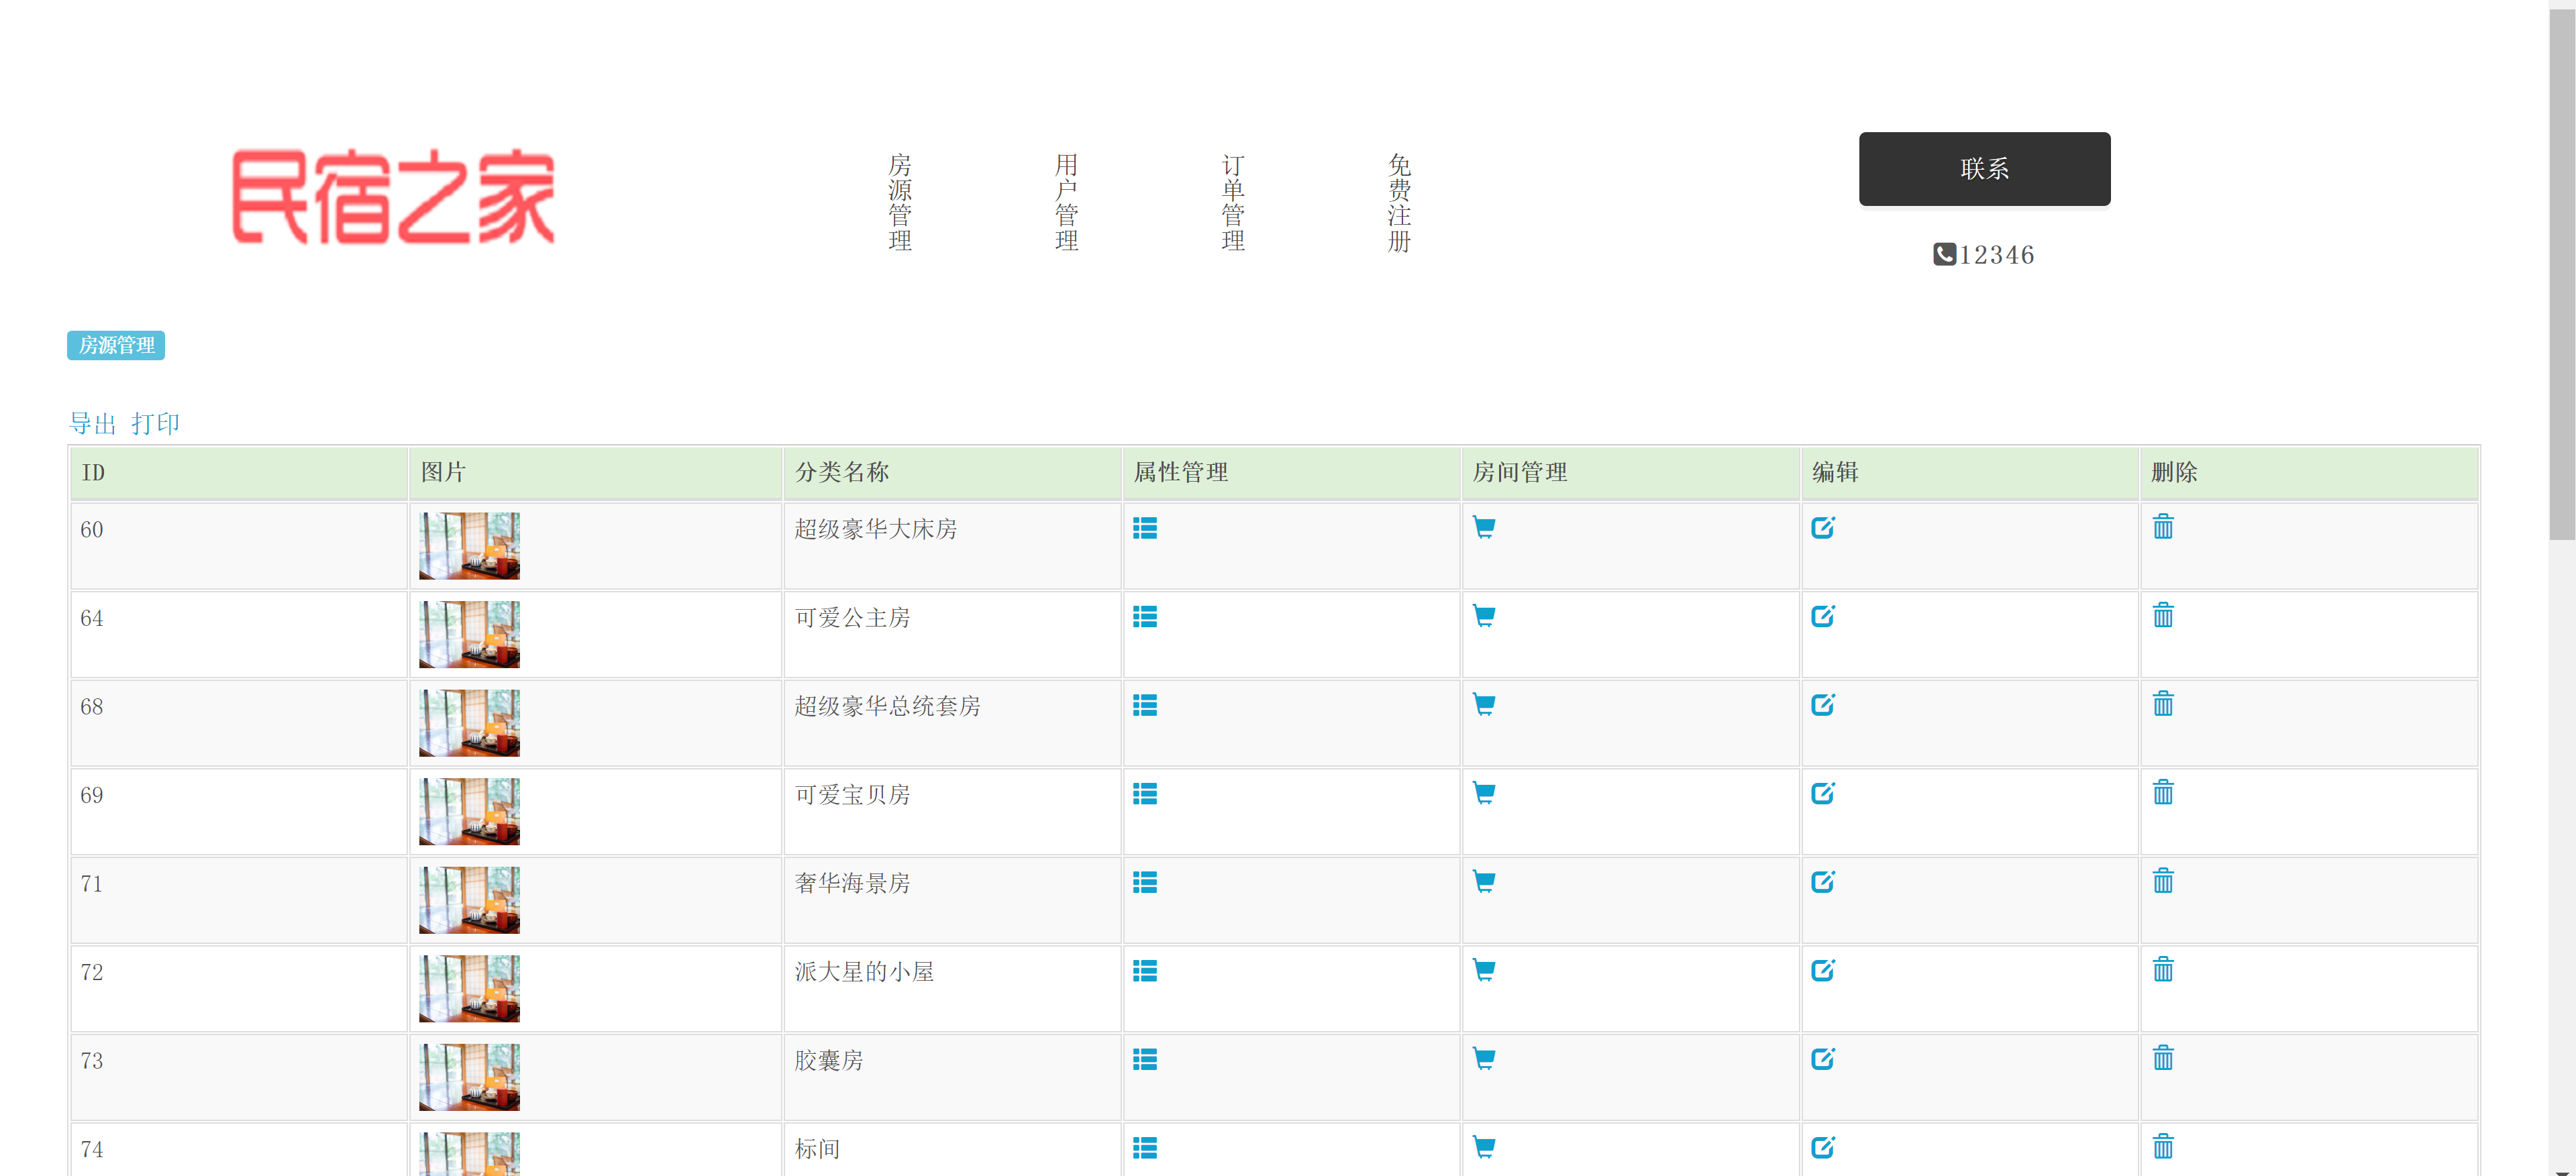 民宿之家
房源管理
用户管理
订单管理
免费注册
联系
12346
房源管理
导出 打印
ID 图片 分类名称 属性管理 房间管理 编辑 删除
60 超级豪华大床房
64 可爱公主房
68 超级豪华总统套房
69 可爱宝贝房
71 奢华海景房
72 派大星的小屋
73 胶囊房
74 标间